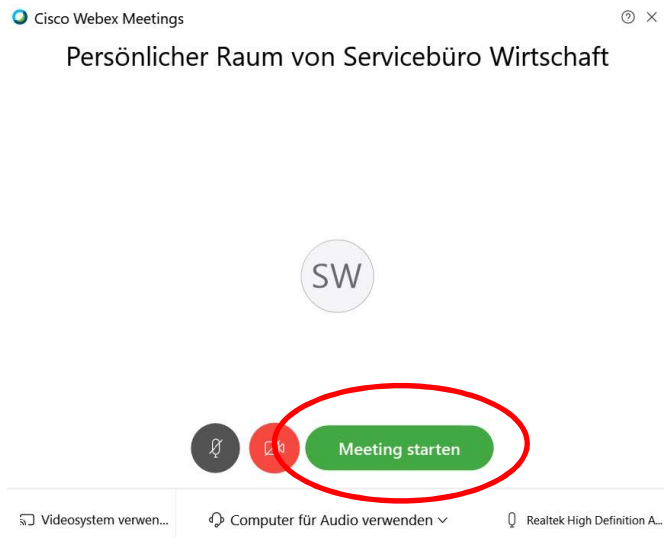 Cisco Webex Meetings
Persönlicher Raum von Servicebüro Wirtschaft
SW
Meeting starten
Videosystem verwen...
Computer für Audio verwenden
Realtek High Definition A...